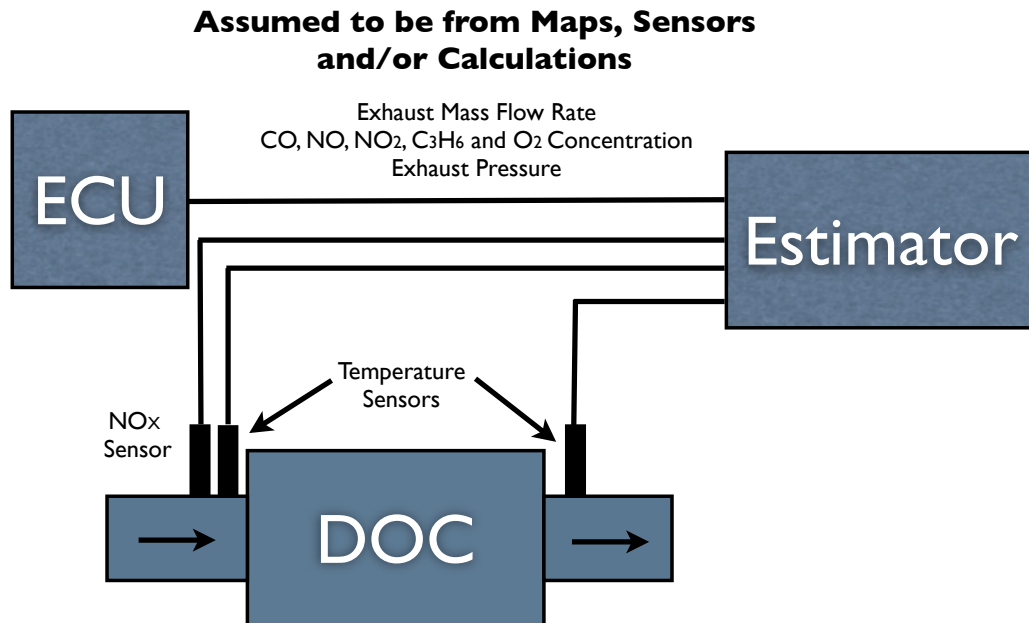 Assumed to be from Maps, Sensors
and/or Calculations
Exhaust Mass Flow Rate
CO, NO, NO2, C3H6 and O2 Concentration
Exhaust Pressure
ECU
Estimator
Temperature
Sensors
NOx
Sensor
DOC